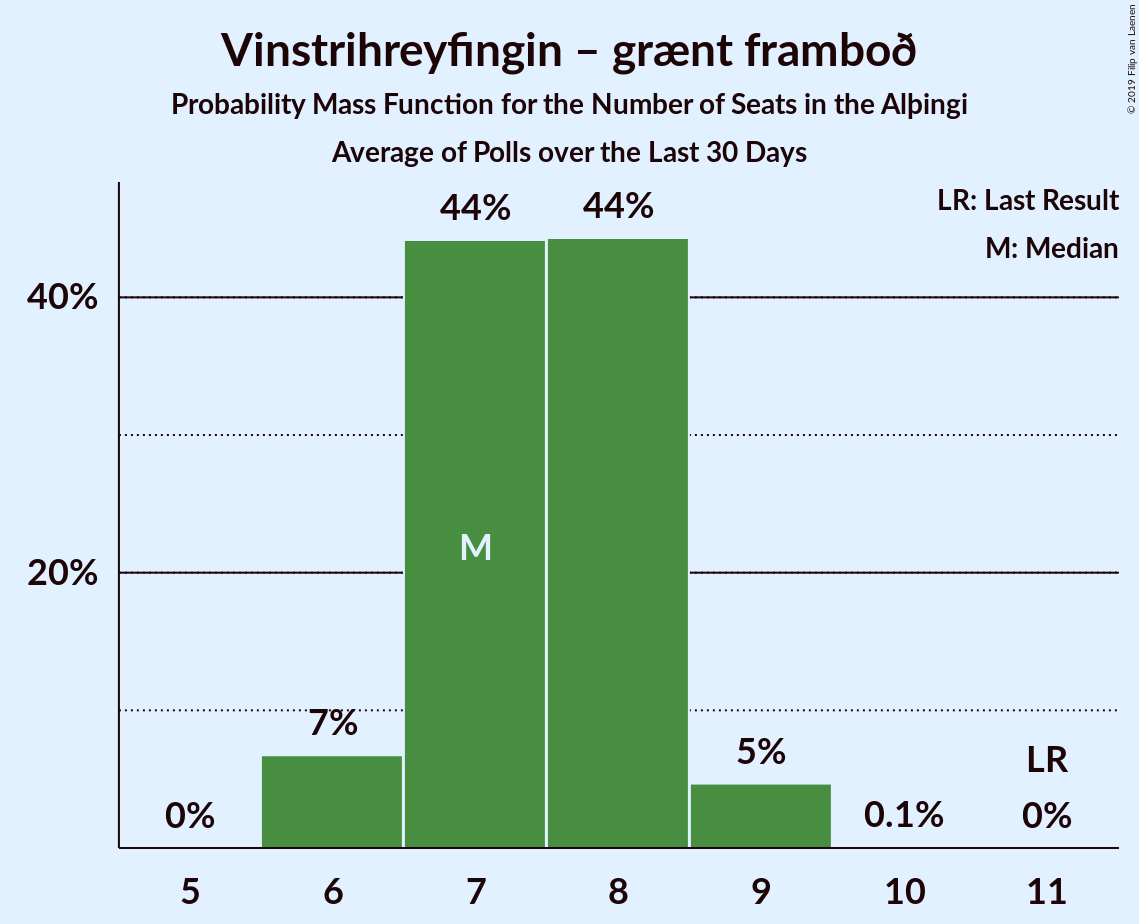 Vinstrihreyfingin – grænt framboð
Probability Mass Function for the Number of Seats in the Alþingi
Average of Polls over the Last 30 Days
© 2019 Filip van Laenen
LR: Last Result
M: Median
44%
44%
40%
M
20%
7%
5%
LR
0%
0.1%
0%
5
6
7
8
9
10
11